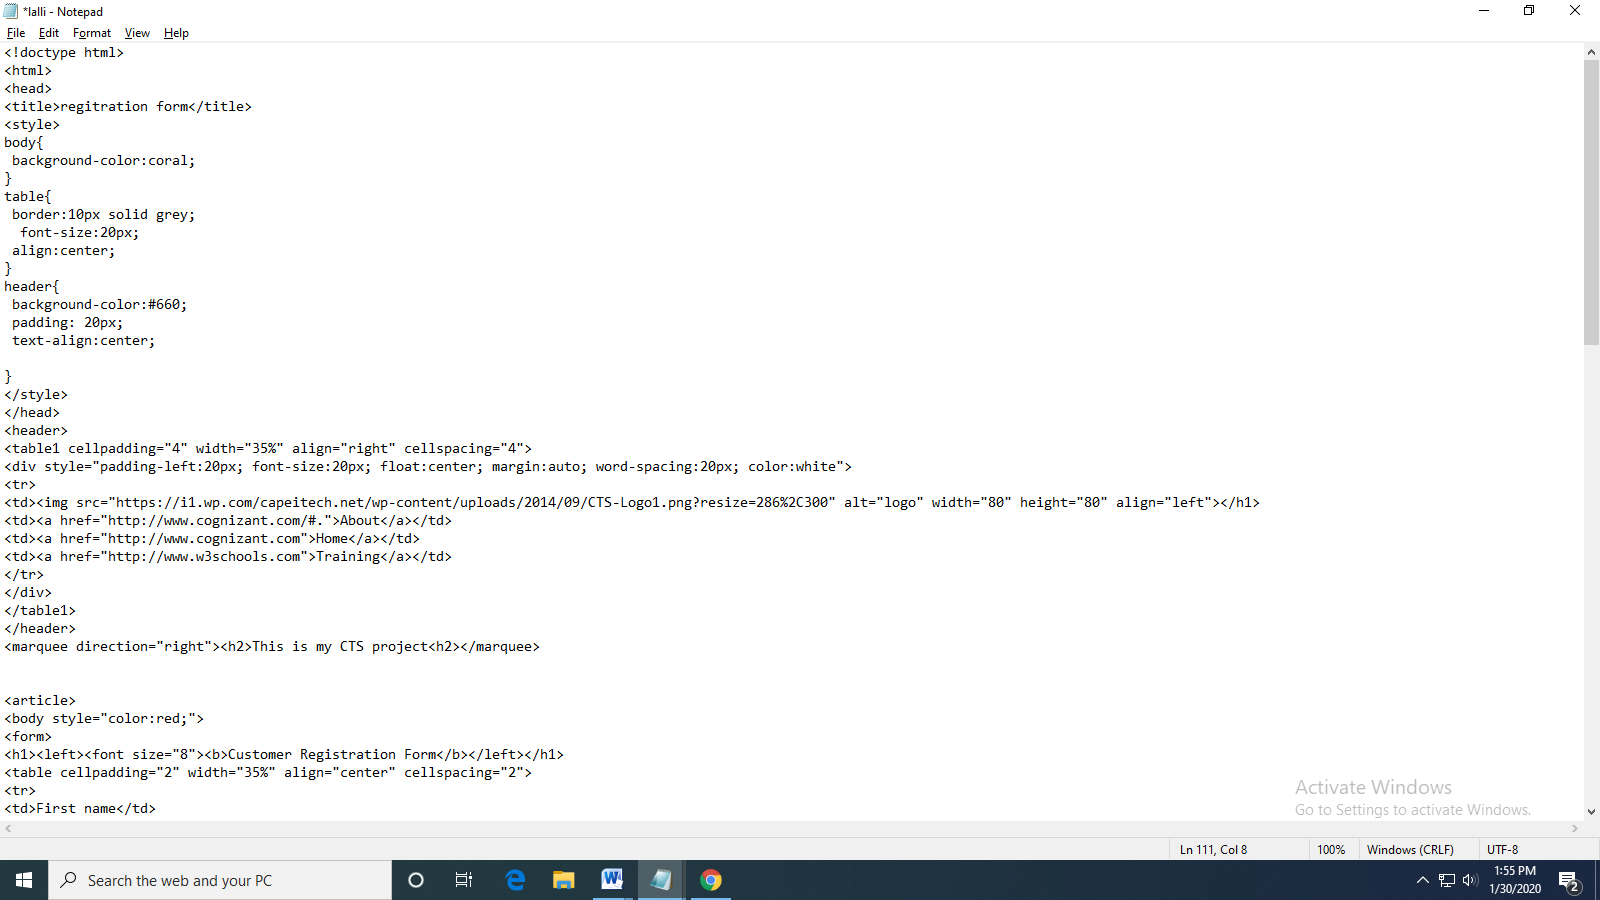 *lalli - Notepad
File Edit Format View Help
<!doctype html>
<html>
<head>
<title>regitration form</title>
<style>
body{
 background-color:coral;
}
table{
 border:10px solid grey;
  font-size:20px;
 align:center;
}
header{
 background-color:#660;
 padding: 20px;
 text-align:center;

}
</style>
</head>
<header>
<table1 cellpadding="4" width="35%" align="right" cellspacing="4">
<div style="padding-left:20px; font-size:20px; float:center; margin:auto; word-spacing:20px; color:white">
<tr>
<td><img src="https://i1.wp.com/capeitech.net/wp-content/uploads/2014/09/CTS-Logo1.png?resize=286%2C300" alt="logo" width="80" height="80" align="left"></h1>
<td><a href="http://www.cognizant.com/#.">About</a></td>
<td><a href="http://www.cognizant.com">Home</a></td>
<td><a href="http://www.w3schools.com">Training</a></td>
</tr>
</div>
</table1>
</header>
<marquee direction="right"><h2>This is my CTS project<h2></marquee>


<article>
<body style="color:red;">
<form>
<h1><left><font size="8"><b>Customer Registration Form</b></left></h1>
<table cellpadding="2" width="35%" align="center" cellspacing="2">
<tr>
<td>First name</td>
Activate Windows
Go to Settings to activate Windows.
Ln 111, Col 8 100% Windows (CRLF) UTF-8
Search the web and your PC
1:55 PM
1/30/2020
2